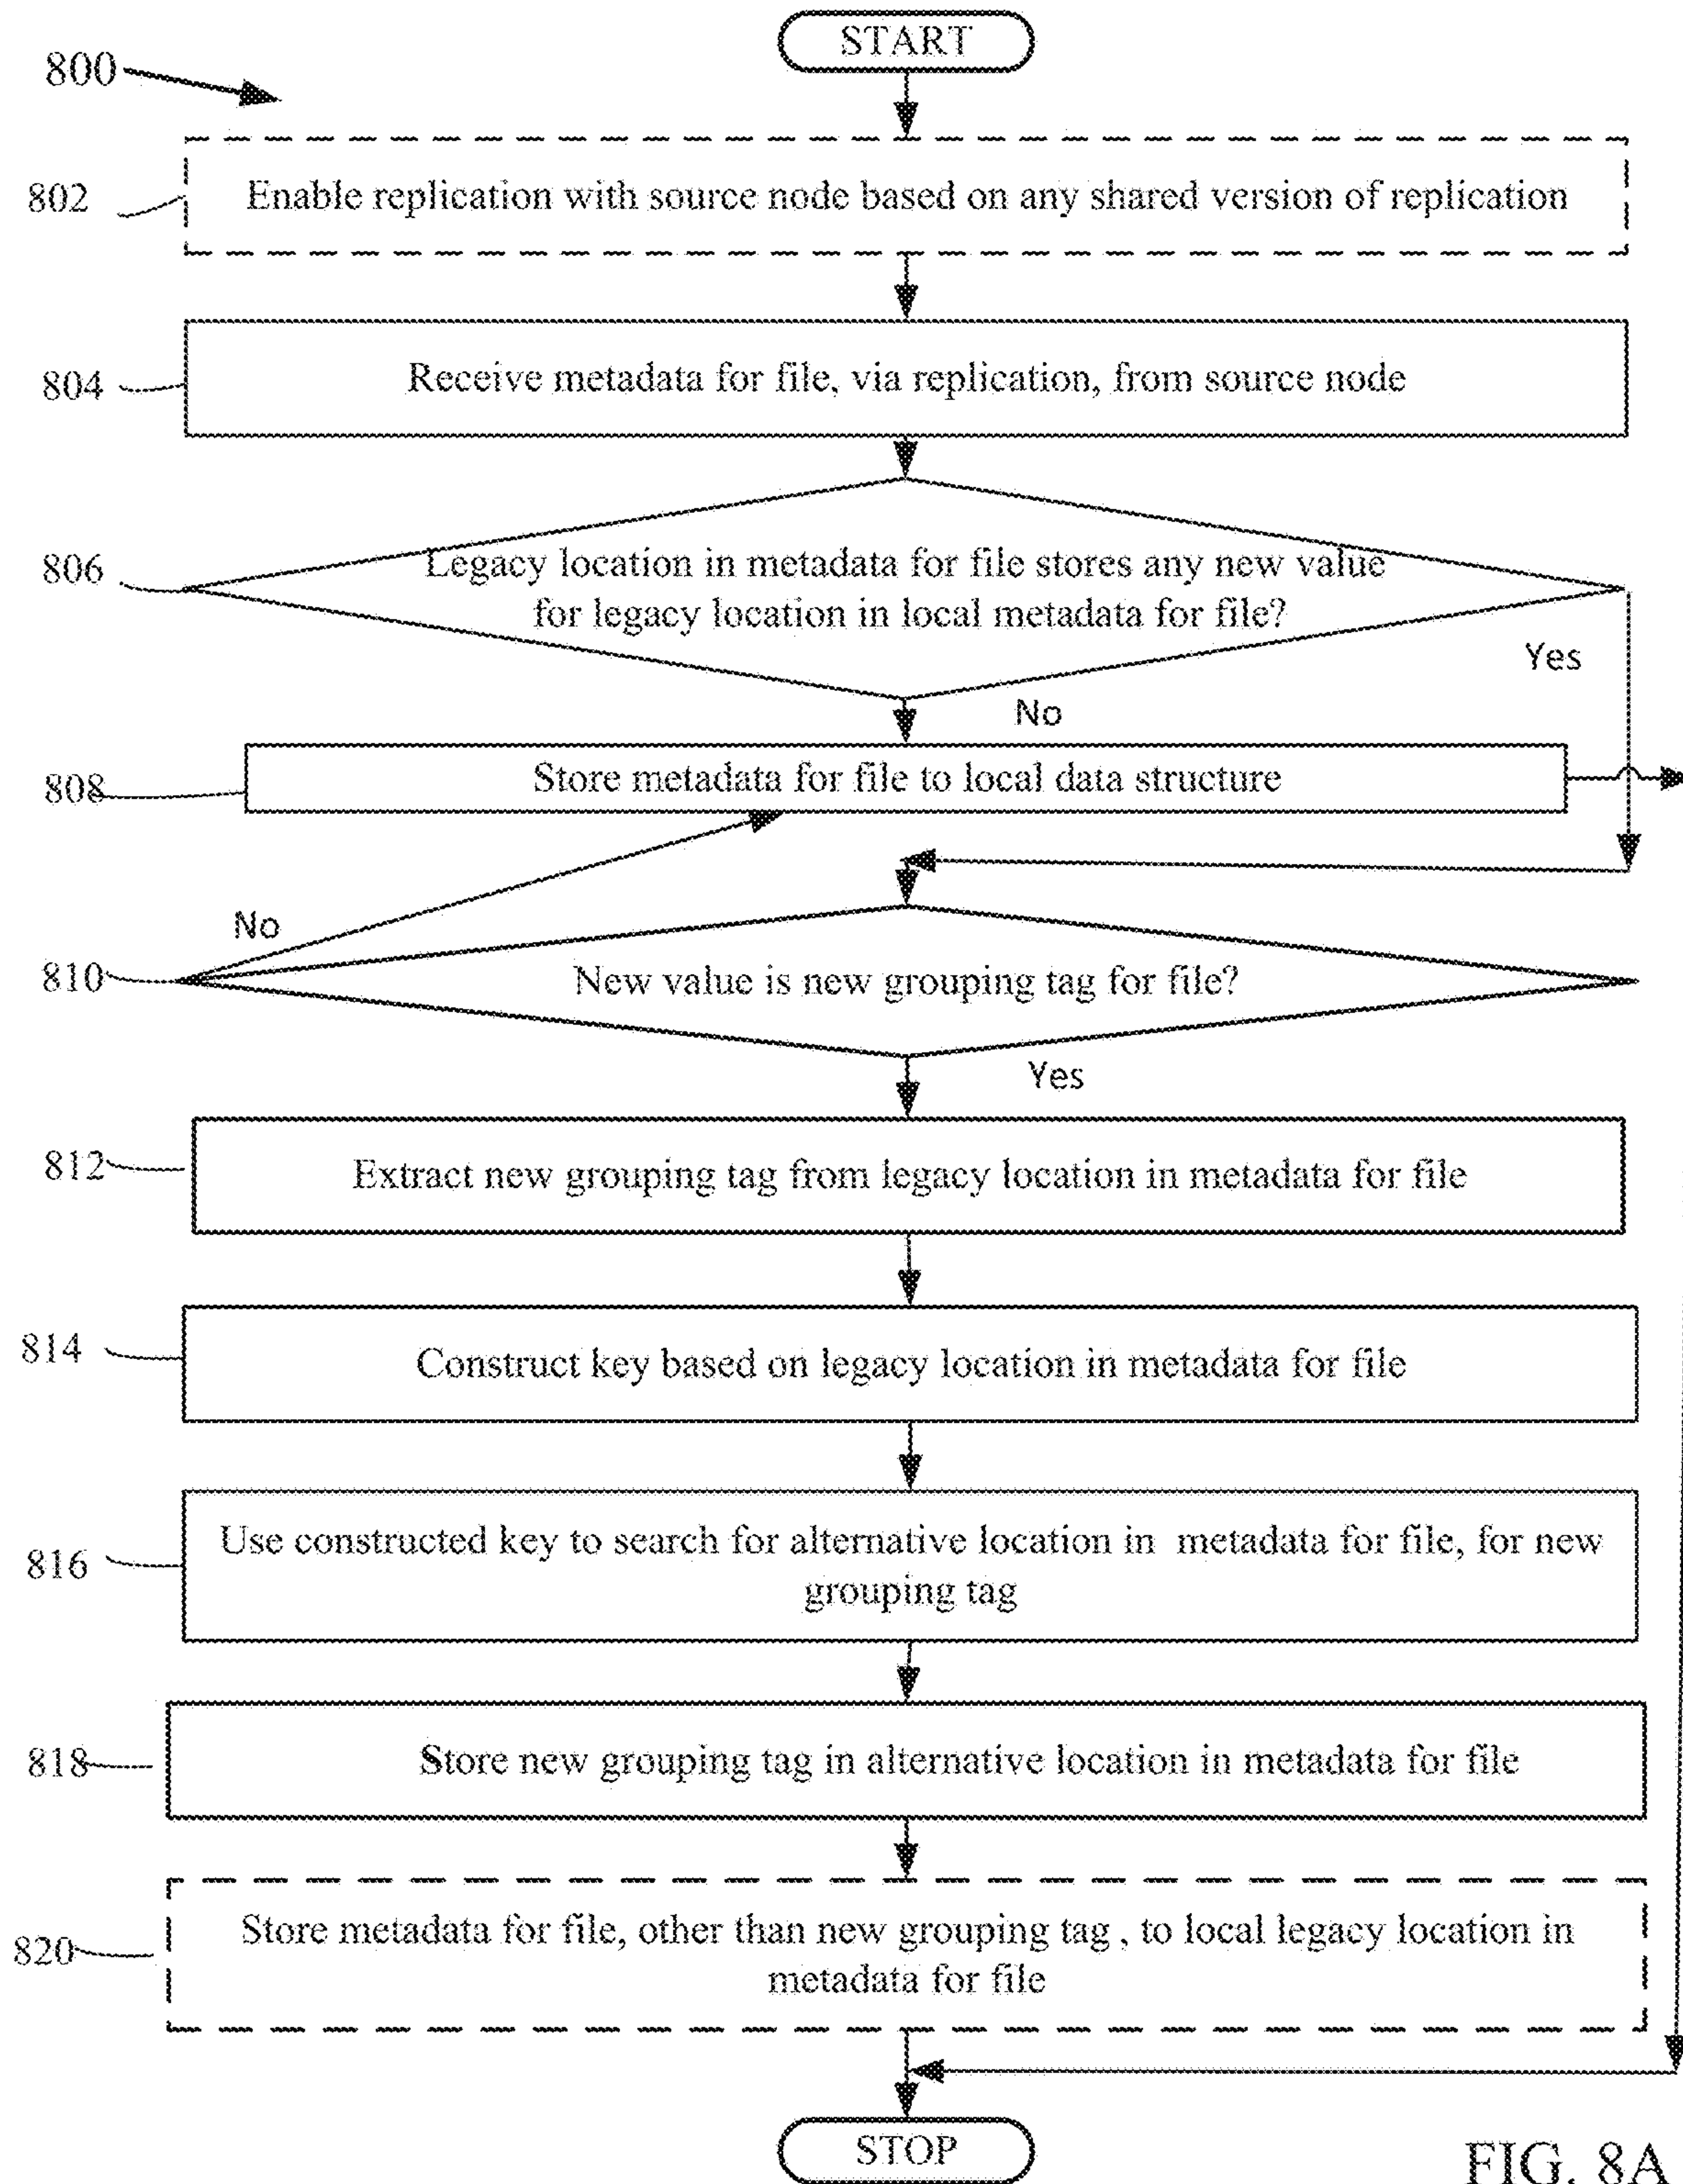 START
800
802
Enable replication with source node based on any shared version of replication
804
Receive metadata for file, via replication, from source node
806
Legacy location in metadata for file stores any new value
for legacy location in local metadata for file?
Yes
No
808
Store metadata for file to local data structure
No
810
New value is new grouping tag for file?
Yes
812
Extract new grouping tag from legacy location in metadata for file
814
Construct key based on legacy location in metadata for file
816
Use constructed key to search for alternative location in metadata for file, for new
grouping tag
818
Store new grouping tag in alternative location in metadata for file
820
Store metadata for file, other than new grouping tag , to local legacy location in
metadata for file
STOP
FIG. 8A